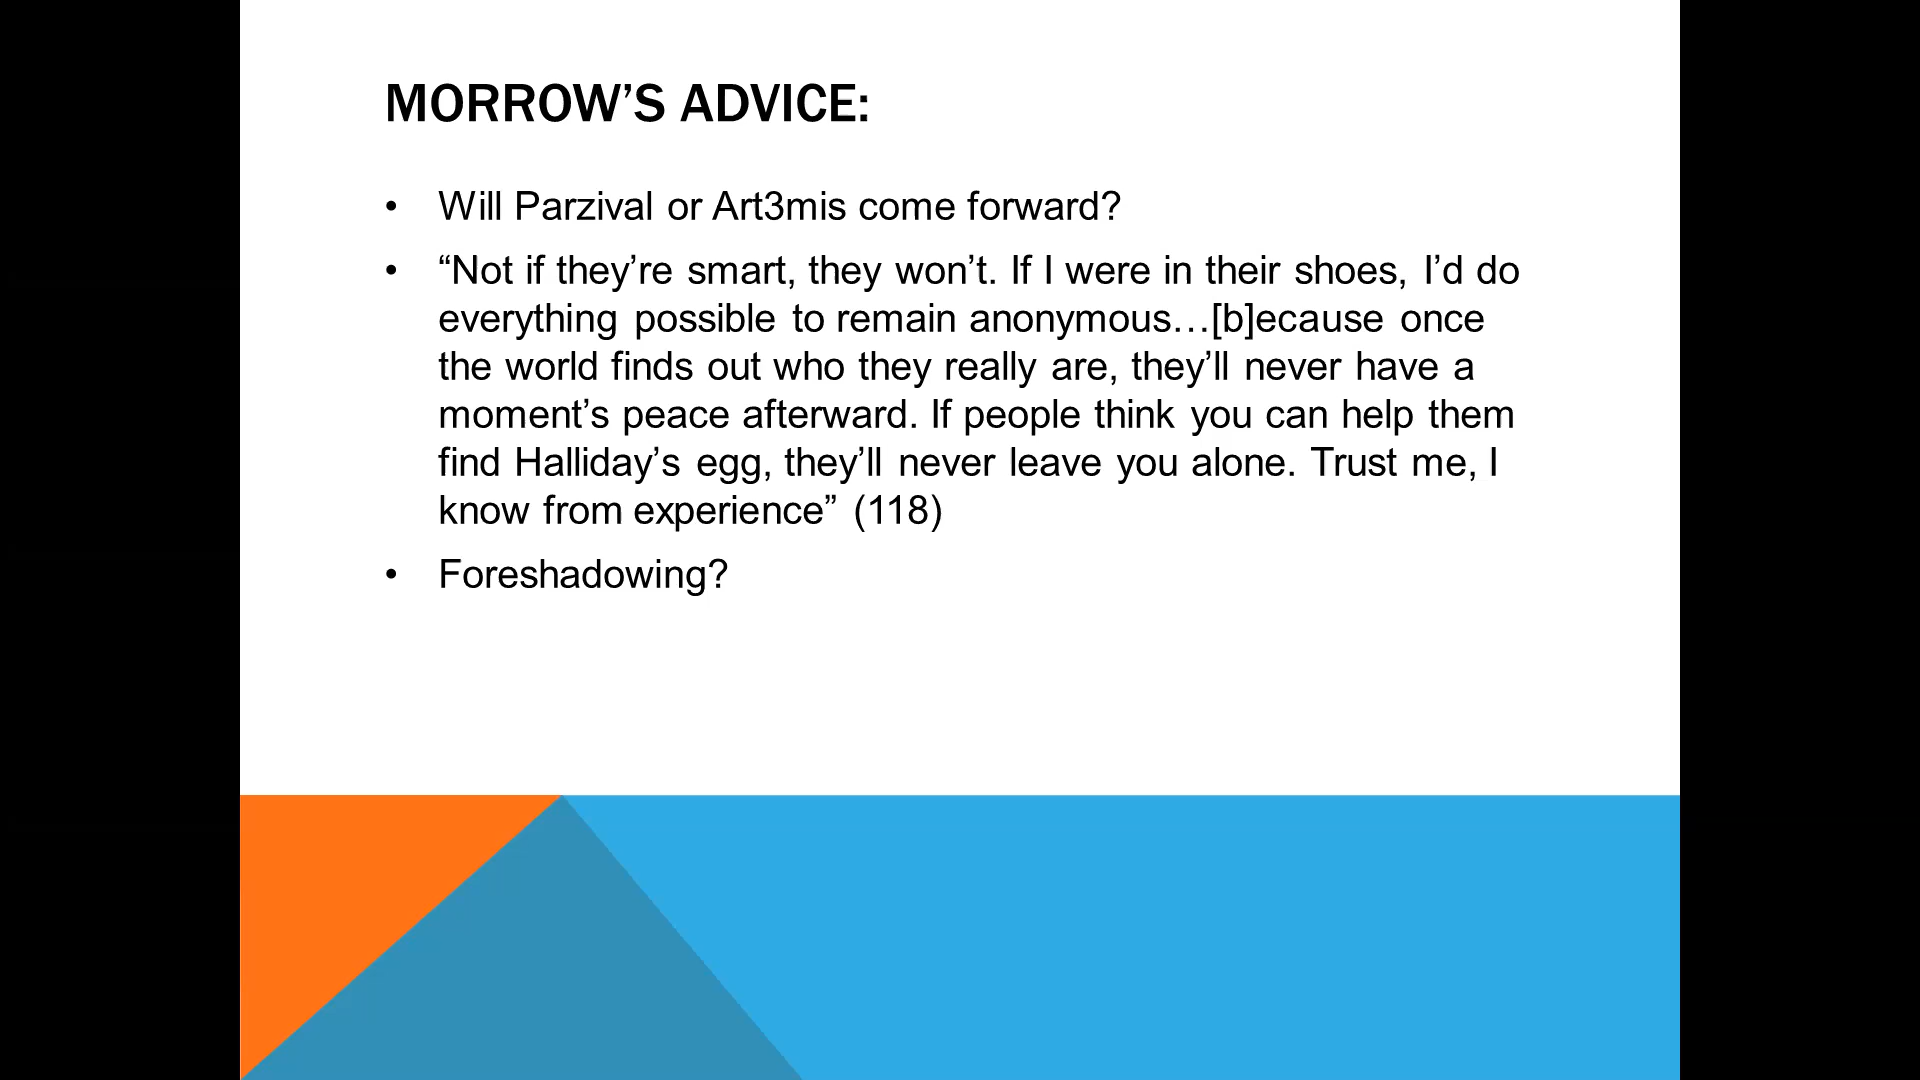 MORROW’S ADVICE:
• Will Parzival or Art3mis come forward?
• “Not if they’re smart, they won’t. If I were in their shoes, I’d do
everything possible to remain anonymous…[b]ecause once
the world finds out who they really are, they’ll never have a
moment’s peace afterward. If people think you can help them
find Halliday’s egg, they’ll never leave you alone. Trust me, I
know from experience” (118)
• Foreshadowing?